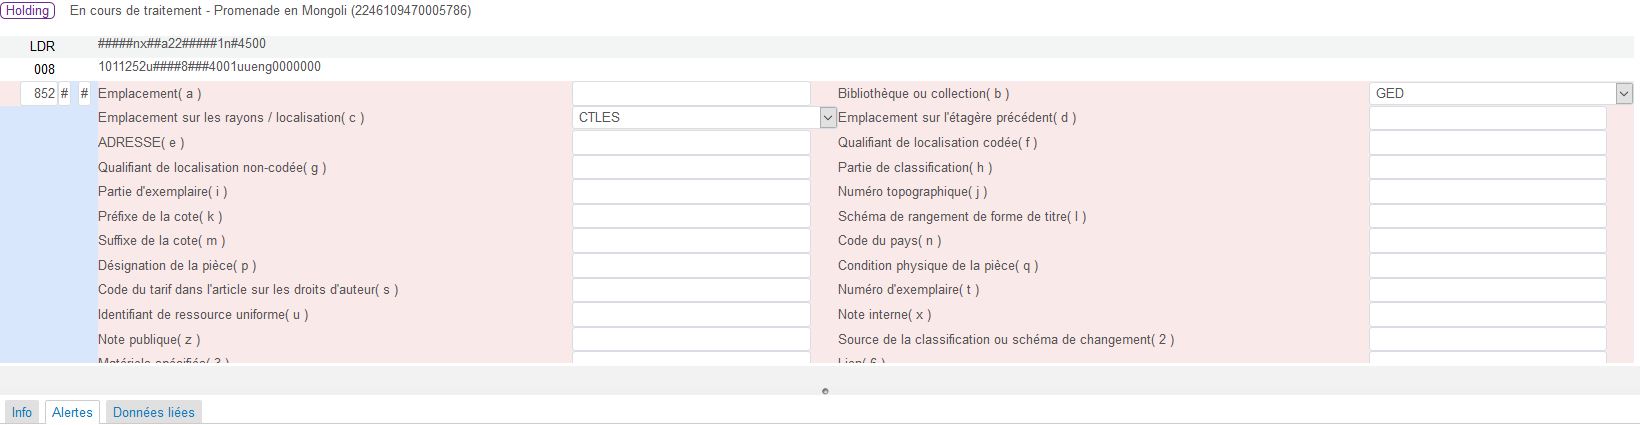 Holding En cours de traitement - Promenade en Mongoli (2246109470005786)
LDR #####nx##a22#####1n#4500
008 1011252u####8###4001uueng0000000
852 # # Emplacement( a ) Bibliothèque ou collection( b ) GED
Emplacement sur les rayons / localisation( c ) CTLES Emplacement sur l'étagère précédent( d )
ADRESSE( e ) Qualifiant de localisation codée( f )
Qualifiant de localisation non-codée( g ) Partie de classification( h )
Partie d'exemplaire( i ) Numéro topographique( j )
Préfixe de la cote( k ) Schéma de rangement de forme de titre( l )
Suffixe de la cote( m ) Code du pays( n )
Désignation de la pièce( p ) Condition physique de la pièce( q )
Code du tarif dans l'article sur les droits d'auteur( s ) Numéro d'exemplaire( t )
Identifiant de ressource uniforme( u ) Note interne( x )
Note publique( z ) Source de la classification ou schéma de changement( 2 )
Matériels spécifiés( 3 ) Lien( 6 )
Info Alertes Données liées